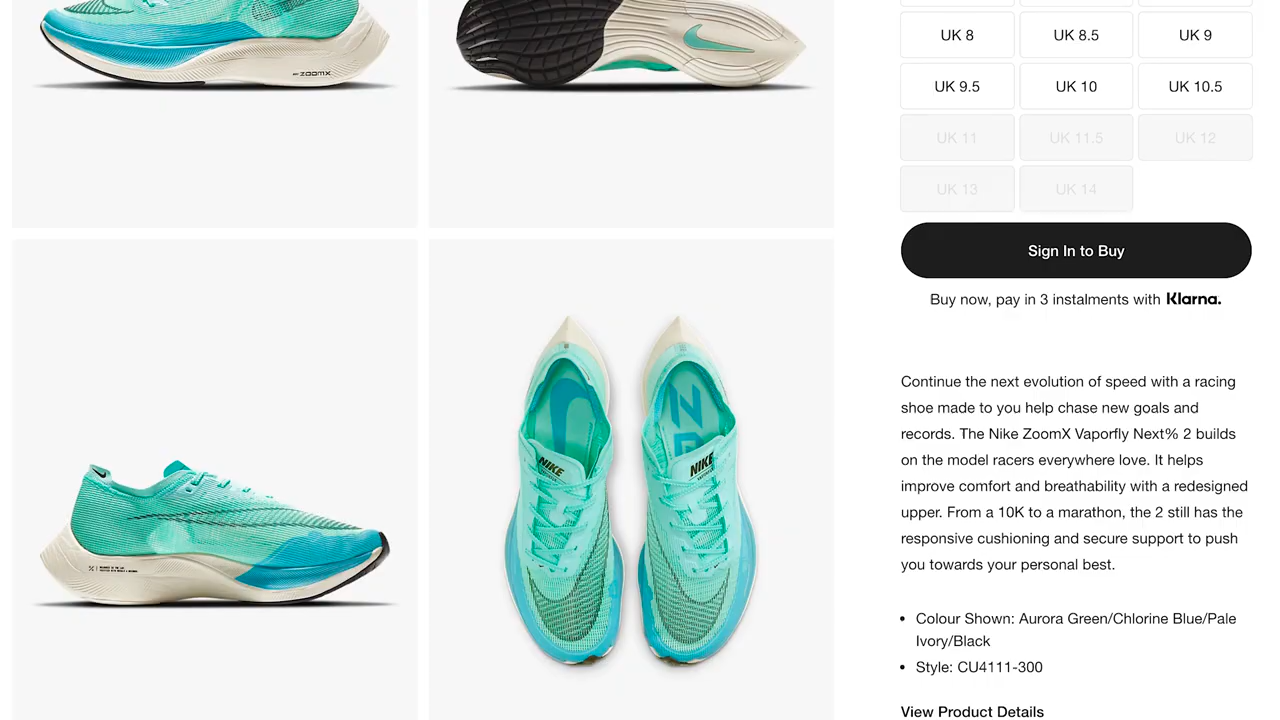 ZOOMX
UK 8
UK 8.5
UK 9
UK 9.5
UK 10
UK 10.5
UK 11
UK 11.5
UK 12
UK 13
UK 14
Sign In to Buy
Buy now, pay in 3 instalments with Klarna.
NIKE
NIKE
Continue the next evolution of speed with a racing
shoe made to you help chase new goals and
records. The Nike ZoomX Vaporfly Next% 2 builds
on the model racers everywhere love. It helps
improve comfort and breathability with a redesigned
upper. From a 10K to a marathon, the 2 still has the
responsive cushioning and secure support to push
you towards your personal best.
• Colour Shown: Aurora Green/Chlorine Blue/Pale
Ivory/Black
• Style: CU4111-300
View Product Details